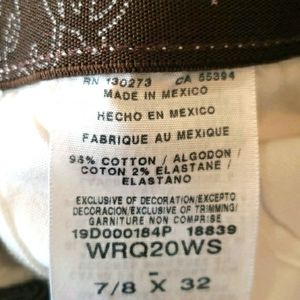 RN 130273 CA 55394
MADE IN MEXICO
HECHO EN MEXICO
FABRIQUE AU MEXIQUE
98% COTTON / ALGODON /
COTON 2% ELASTANE /
ELASTANO
EXCLUSIVE OF DECORATION/EXCEPTO
DECORACION/EXCLUSIVE OF TRIMMING/
GARNITURE NON COMPRISE
19D000184P 18839
WRQ20WS
-
7/8 X 32